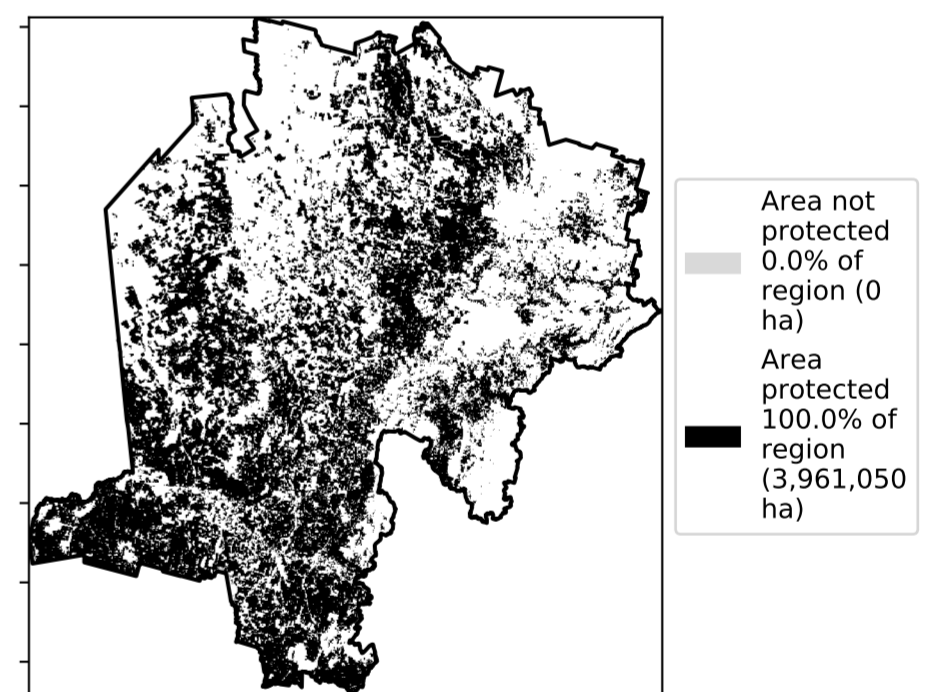 Area not
protected
0.0% of
region (0
ha)
Area
protected
100.0% of
region
(3,961,050
ha)